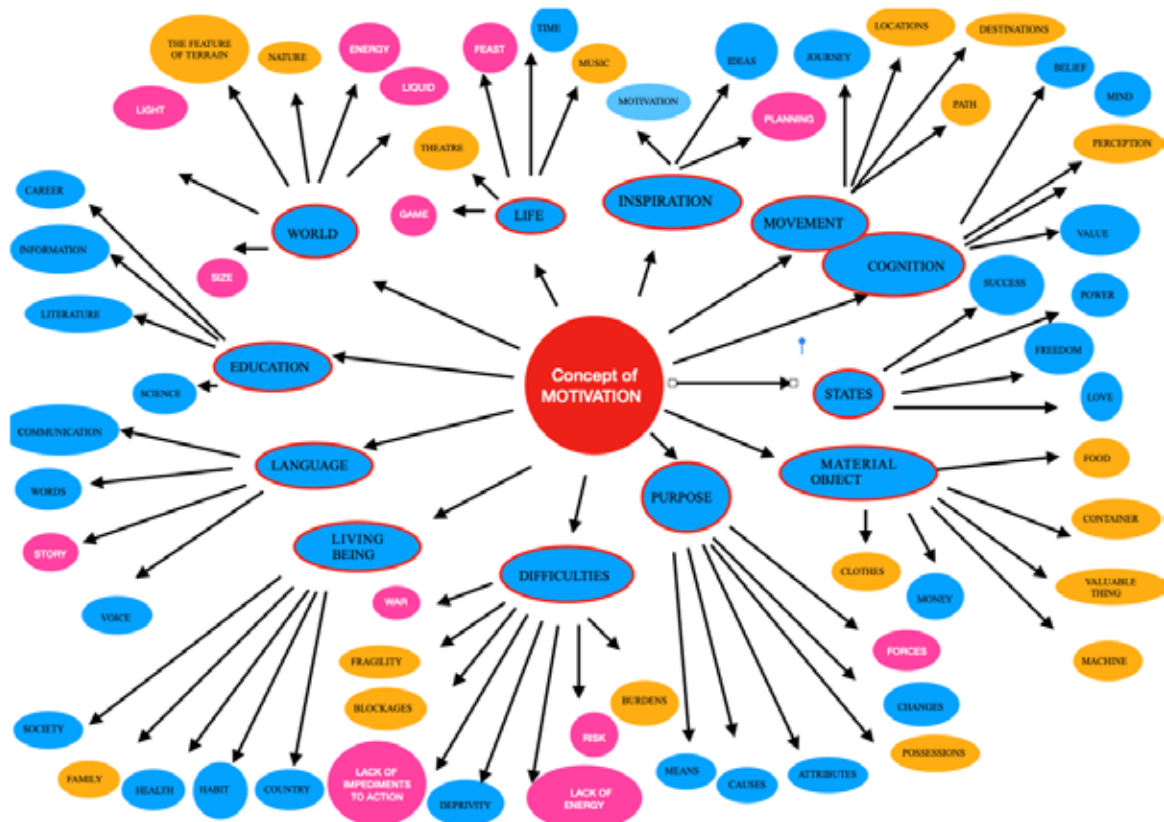 THE FEATURE
OF TERRAIN
NATURE
ENERGY
LIQUID
LIGHT
FEAST
TIME
MUSIC
THEATRE
GAME
LIFE
WORLD
SIZE
MOTIVATION
IDEAS
PLANNING
INSPIRATION
JOURNEY
LOCATIONS
DESTINATIONS
PATH
MOVEMENT
BELIEF
MIND
PERCEPTION
VALUE
COGNITION
CAREER
INFORMATION
LITERATURE
SCIENCE
EDUCATION
Concept of
MOTIVATION
SUCCESS
POWER
FREEDOM
LOVE
STATES
COMMUNICATION
WORDS
STORY
VOICE
LANGUAGE
LIVING
BEING
SOCIETY
FAMILY
HEALTH
HABIT
COUNTRY
DIFFICULTIES
WAR
FRAGILITY
BLOCKAGES
LACK OF
IMPEDIMENTS
TO ACTION
DEPRIVITY
LACK OF
ENERGY
RISK
BURDENS
PURPOSE
MEANS
CAUSES
ATTRIBUTES
POSSESSIONS
CHANGES
FORCES
MATERIAL
OBJECT
FOOD
CONTAINER
VALUABLE
THING
MACHINE
MONEY
CLOTHES